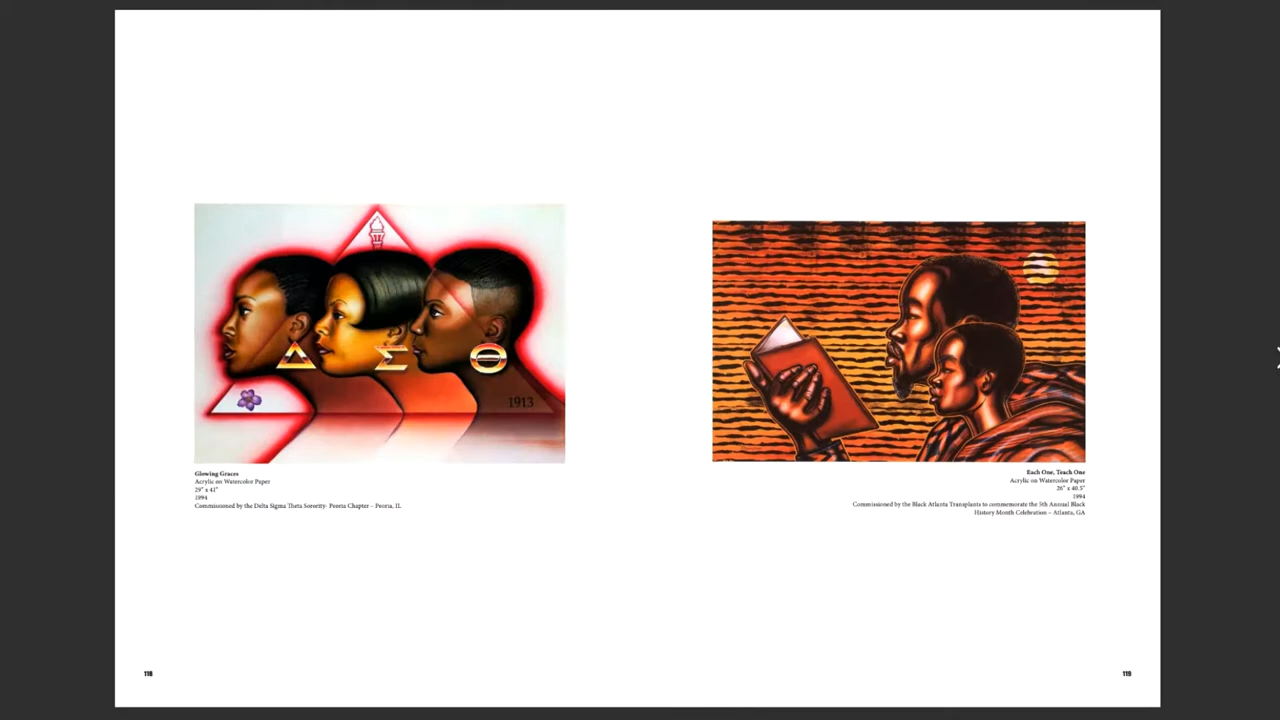 Δ Σ Θ
1913
Glowing Graces
Acrylic on Watercolor Paper
29" x 41"
1994
Commissioned by the Delta Sigma Theta Sorority- Peoria Chapter – Peoria, IL
118
Each One, Teach One
Acrylic on Watercolor Paper
26" x 40.5"
1994
Commissioned by the Black Atlanta Transplants to commemorate the 5th Annual Black
History Month Celebration – Atlanta, GA
119